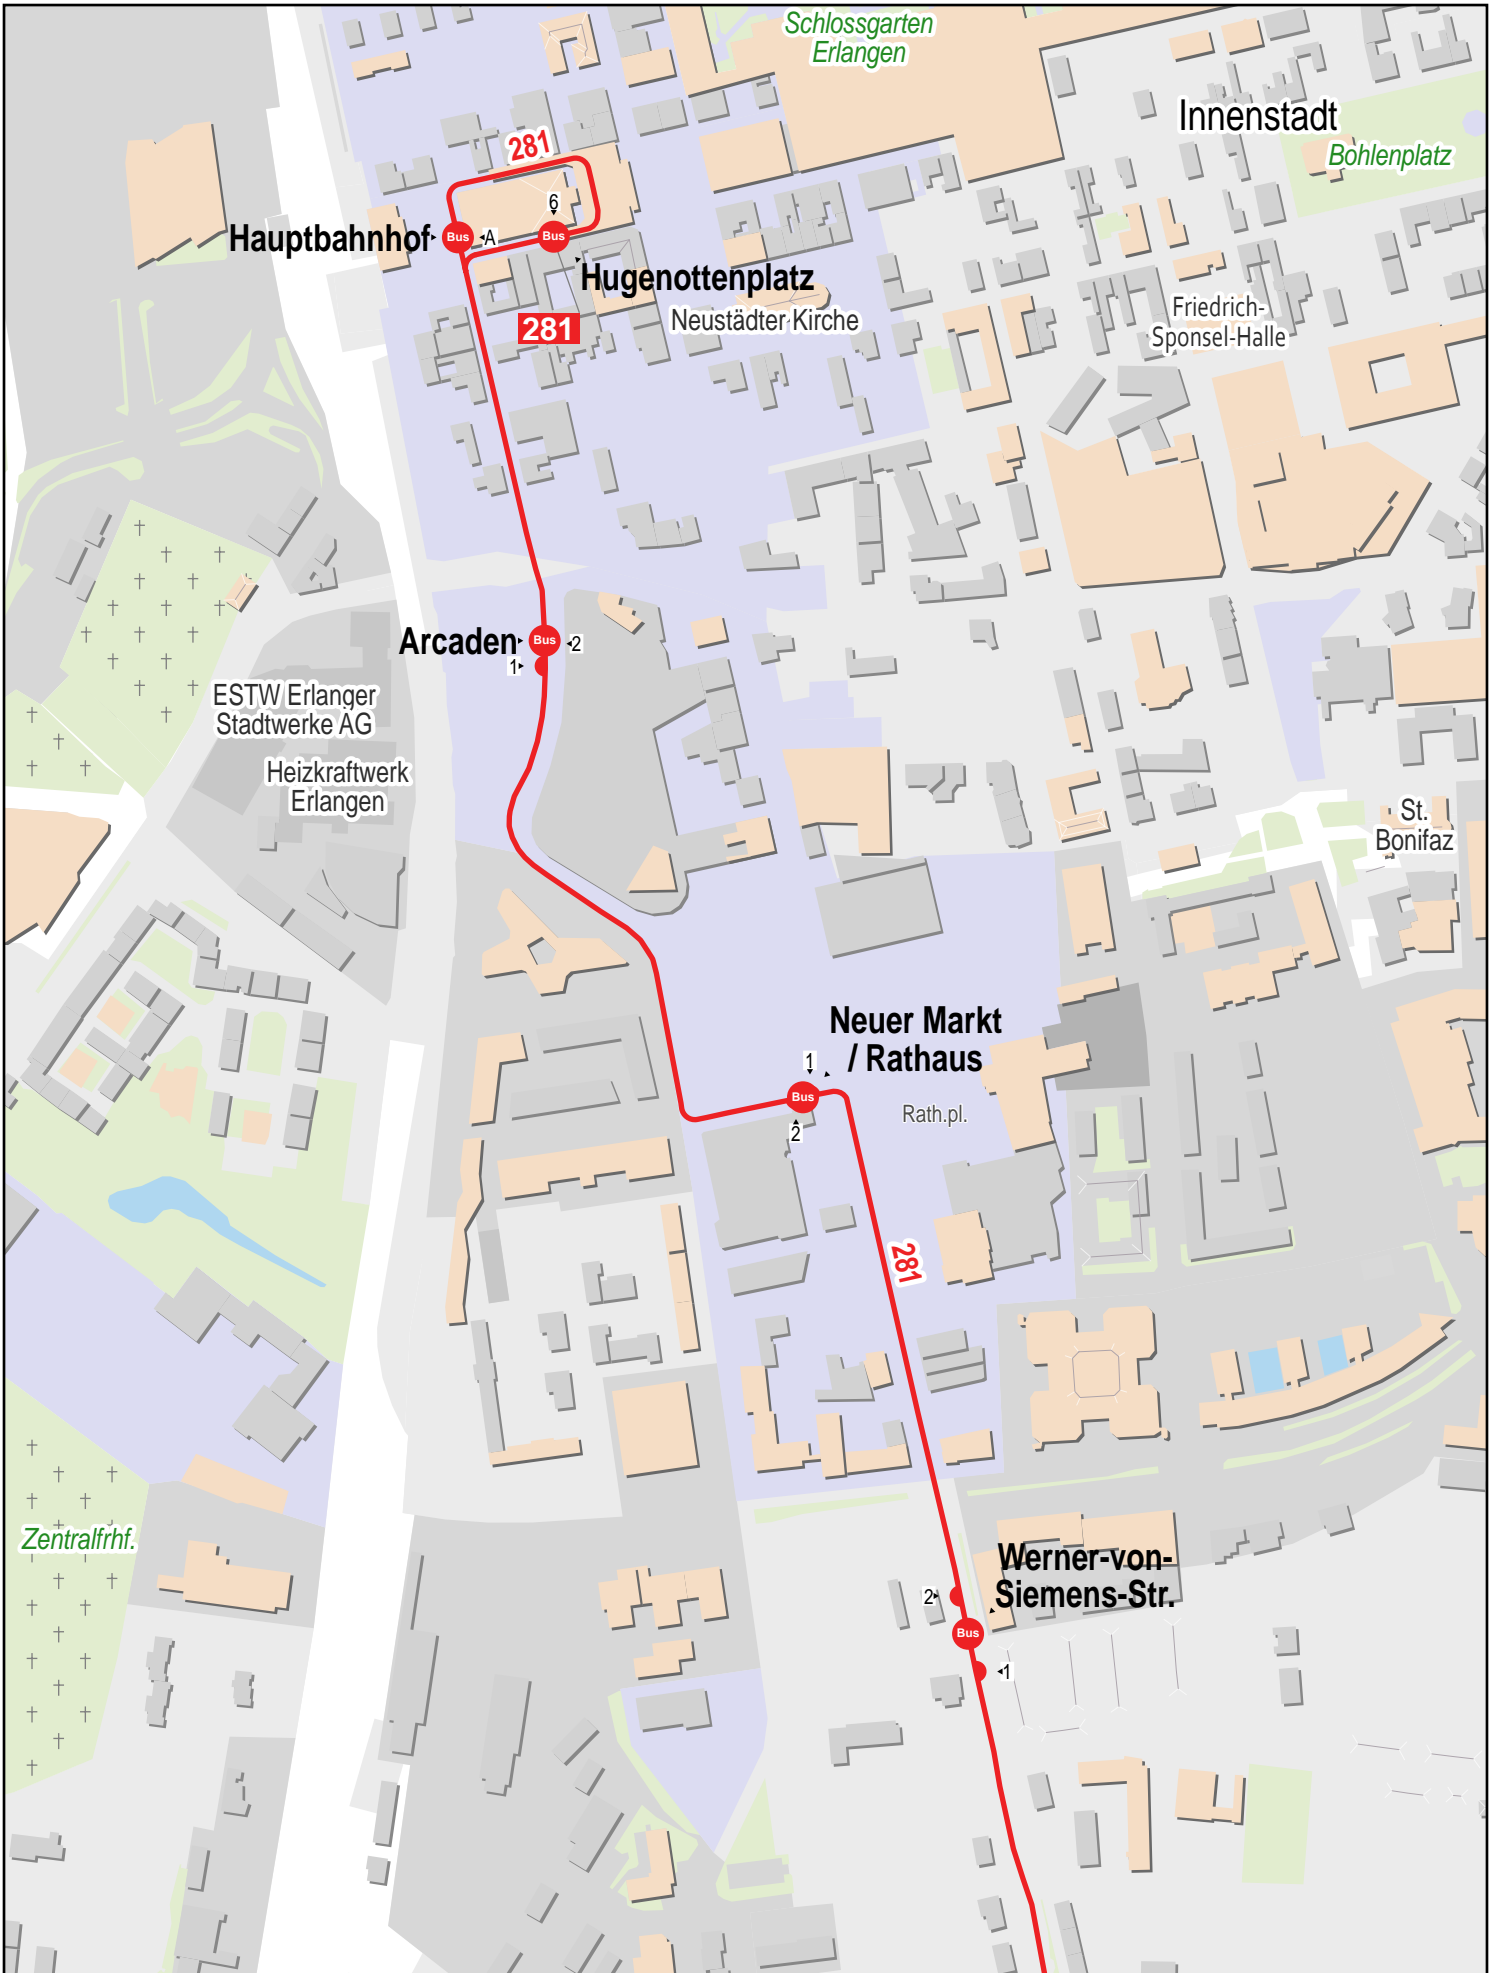 Schlossgarten
Erlangen
Innenstadt
Bohlenplatz
281
6
Hauptbahnhof
Bus
A
Bus
Hugenottenplatz
281
Neustädter Kirche
Friedrich-
Sponsel-Halle
Arcaden
Bus
2
1
ESTW Erlanger
Stadtwerke AG
Heizkraftwerk
Erlangen
St.
Bonifaz
Neuer Markt
/ Rathaus
1
Bus
2
Rath.pl.
281
Zentralfrhf.
Werner-von-
Siemens-Str.
2
Bus
1